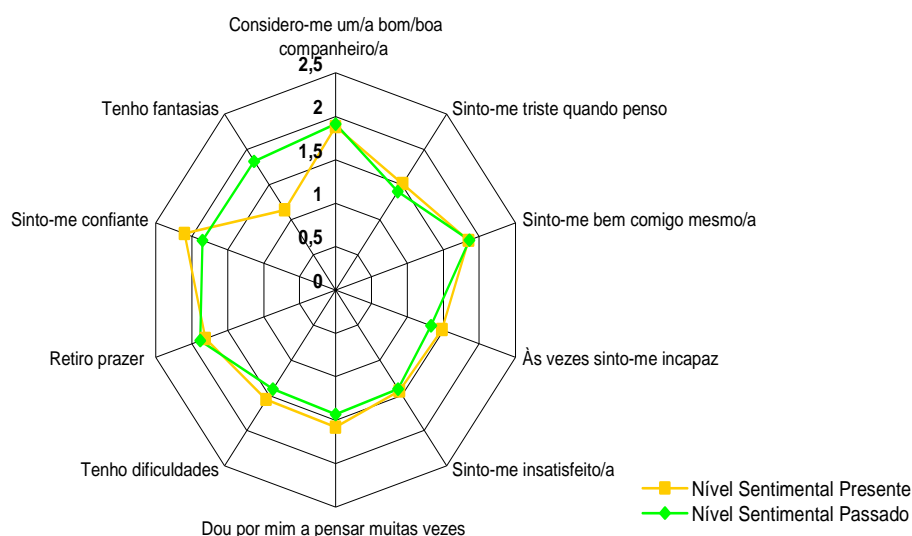 Considero-me um/a bom/boa
companheiro/a
2,5
Tenho fantasias
Sinto-me triste quando penso
2
1,5
Sinto-me confiante
1
Sinto-me bem comigo mesmo/a
0,5
0
Retiro prazer
Às vezes sinto-me incapaz
Tenho dificuldades
Sinto-me insatisfeito/a
Dou por mim a pensar muitas vezes
Nível Sentimental Presente
Nível Sentimental Passado